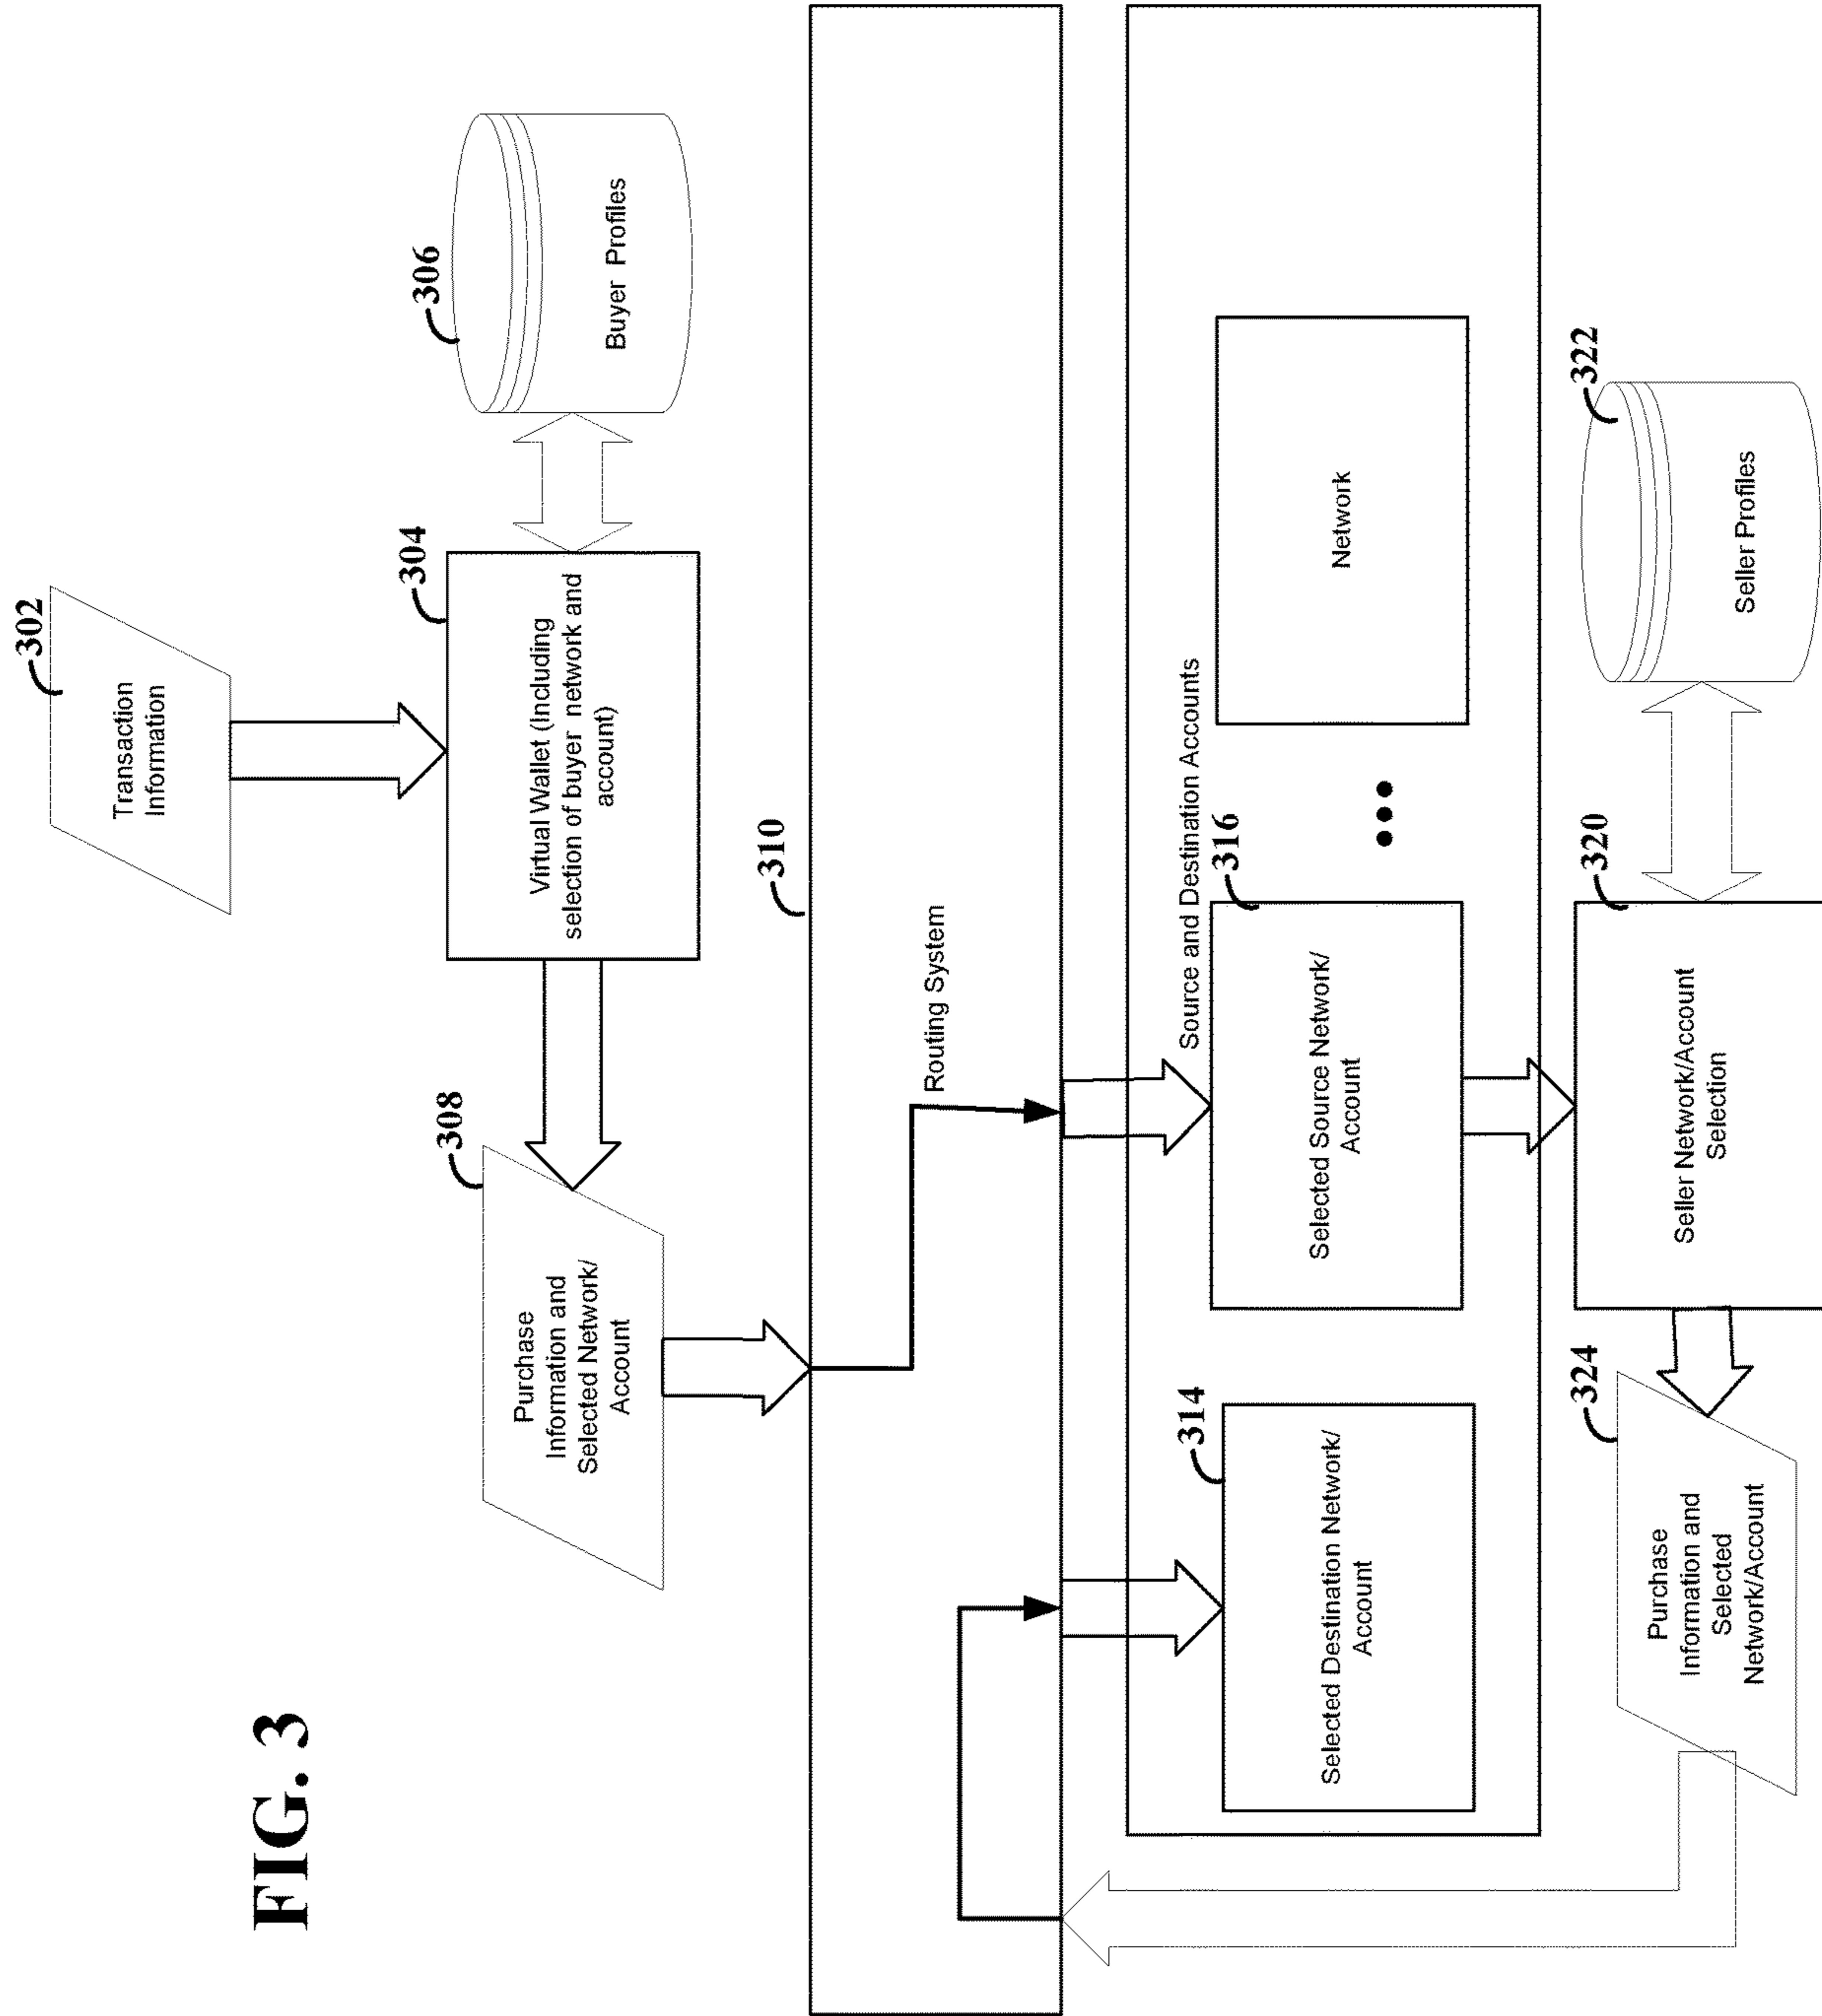 FIG. 3
302
Transaction
Information
304
Virtual Wallet (Including
selection of buyer network and
account)
306
Buyer Profiles
308
Purchase
Information and
Selected Network/
Account
310
Routing System
Source and Destination Accounts
314
Selected Destination Network/
Account
316
Selected Source Network/
Account
•••
Network
320
Seller Network/Account
Selection
322
Seller Profiles
324
Purchase
Information and
Selected
Network/Account